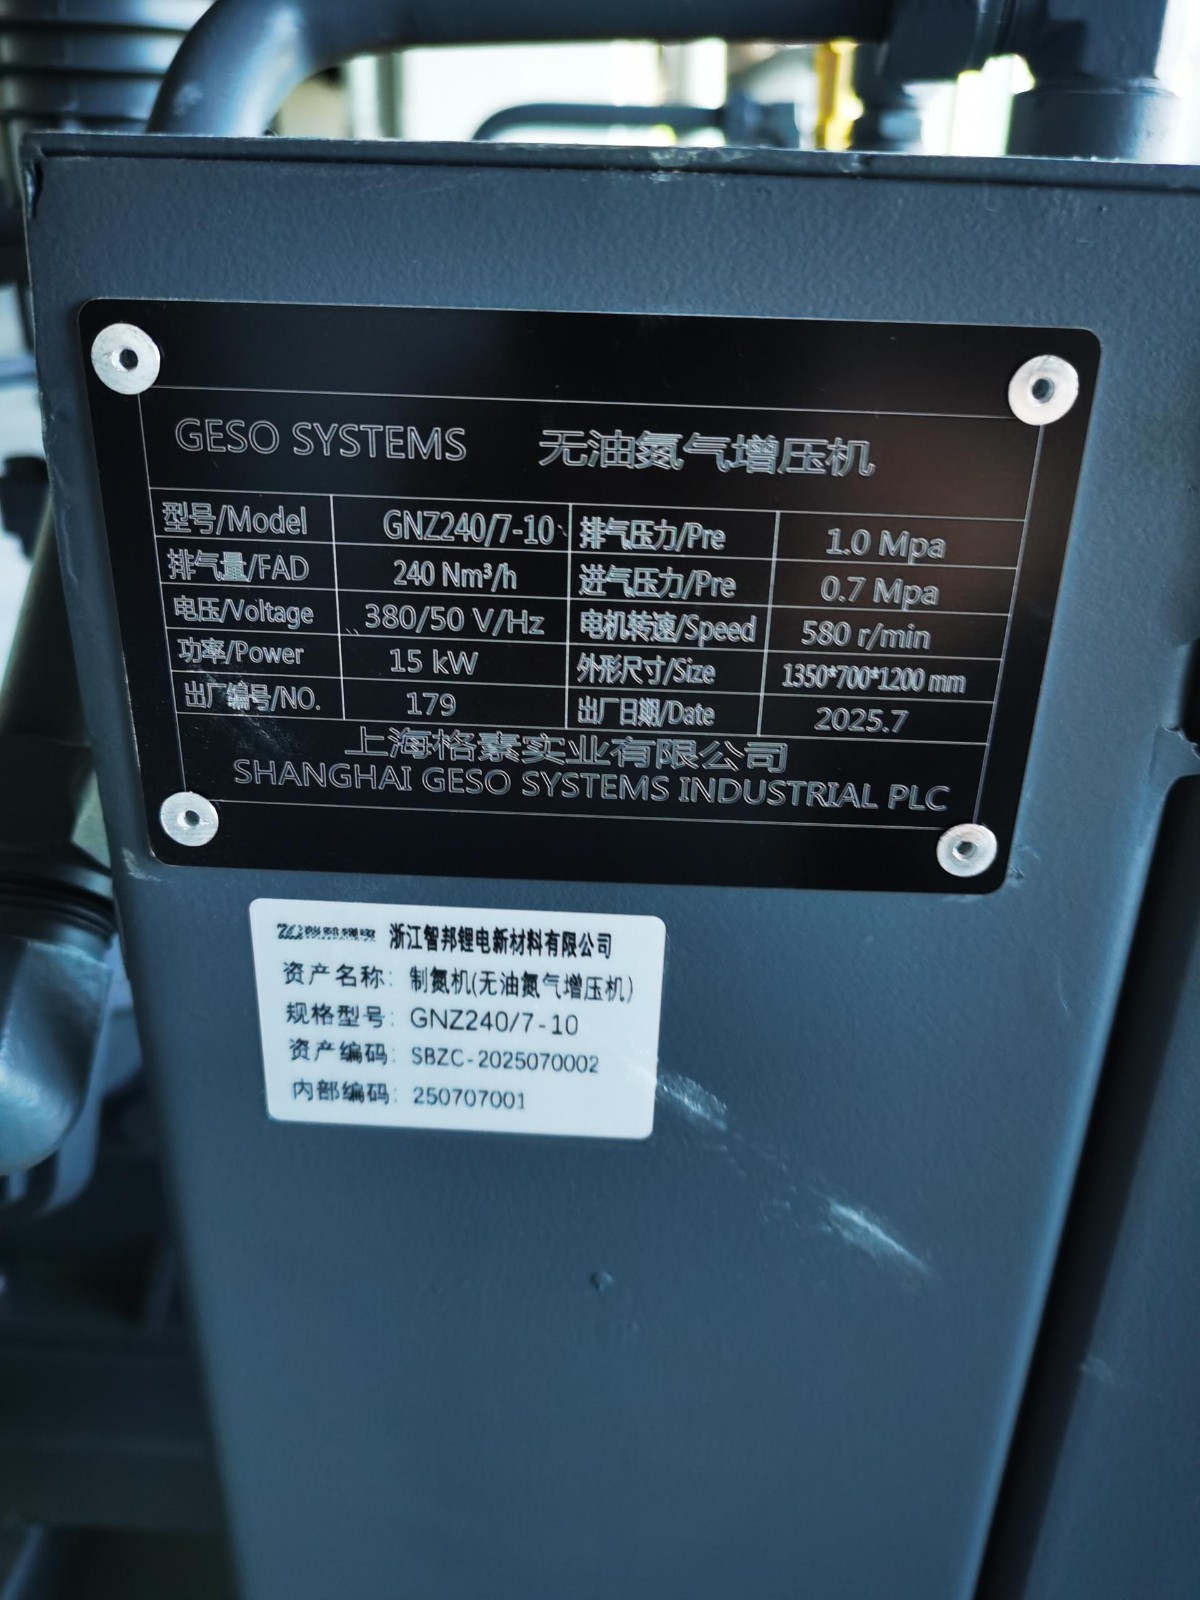 GESO SYSTEMS 无油氮气增压机
型号/Model GNZ240/7-10 排气压力/Pre 1.0 Mpa
排气量/FAD 240 Nm³/h 进气压力/Pre 0.7 Mpa
电压/Voltage 380/50 V/Hz 电机转速/Speed 580 r/min
功率/Power 15 kW 外形尺寸/Size 1350*700*1200 mm
出厂编号/NO. 179 出厂日期/Date 2025.7
上海格素实业有限公司
SHANGHAI GESO SYSTEMS INDUSTRIAL PLC
浙江智邦锂电新材料有限公司
资产名称: 制氮机(无油氮气增压机)
规格型号: GNZ240/7-10
资产编码: SBZC-2025070002
内部编码: 250707001